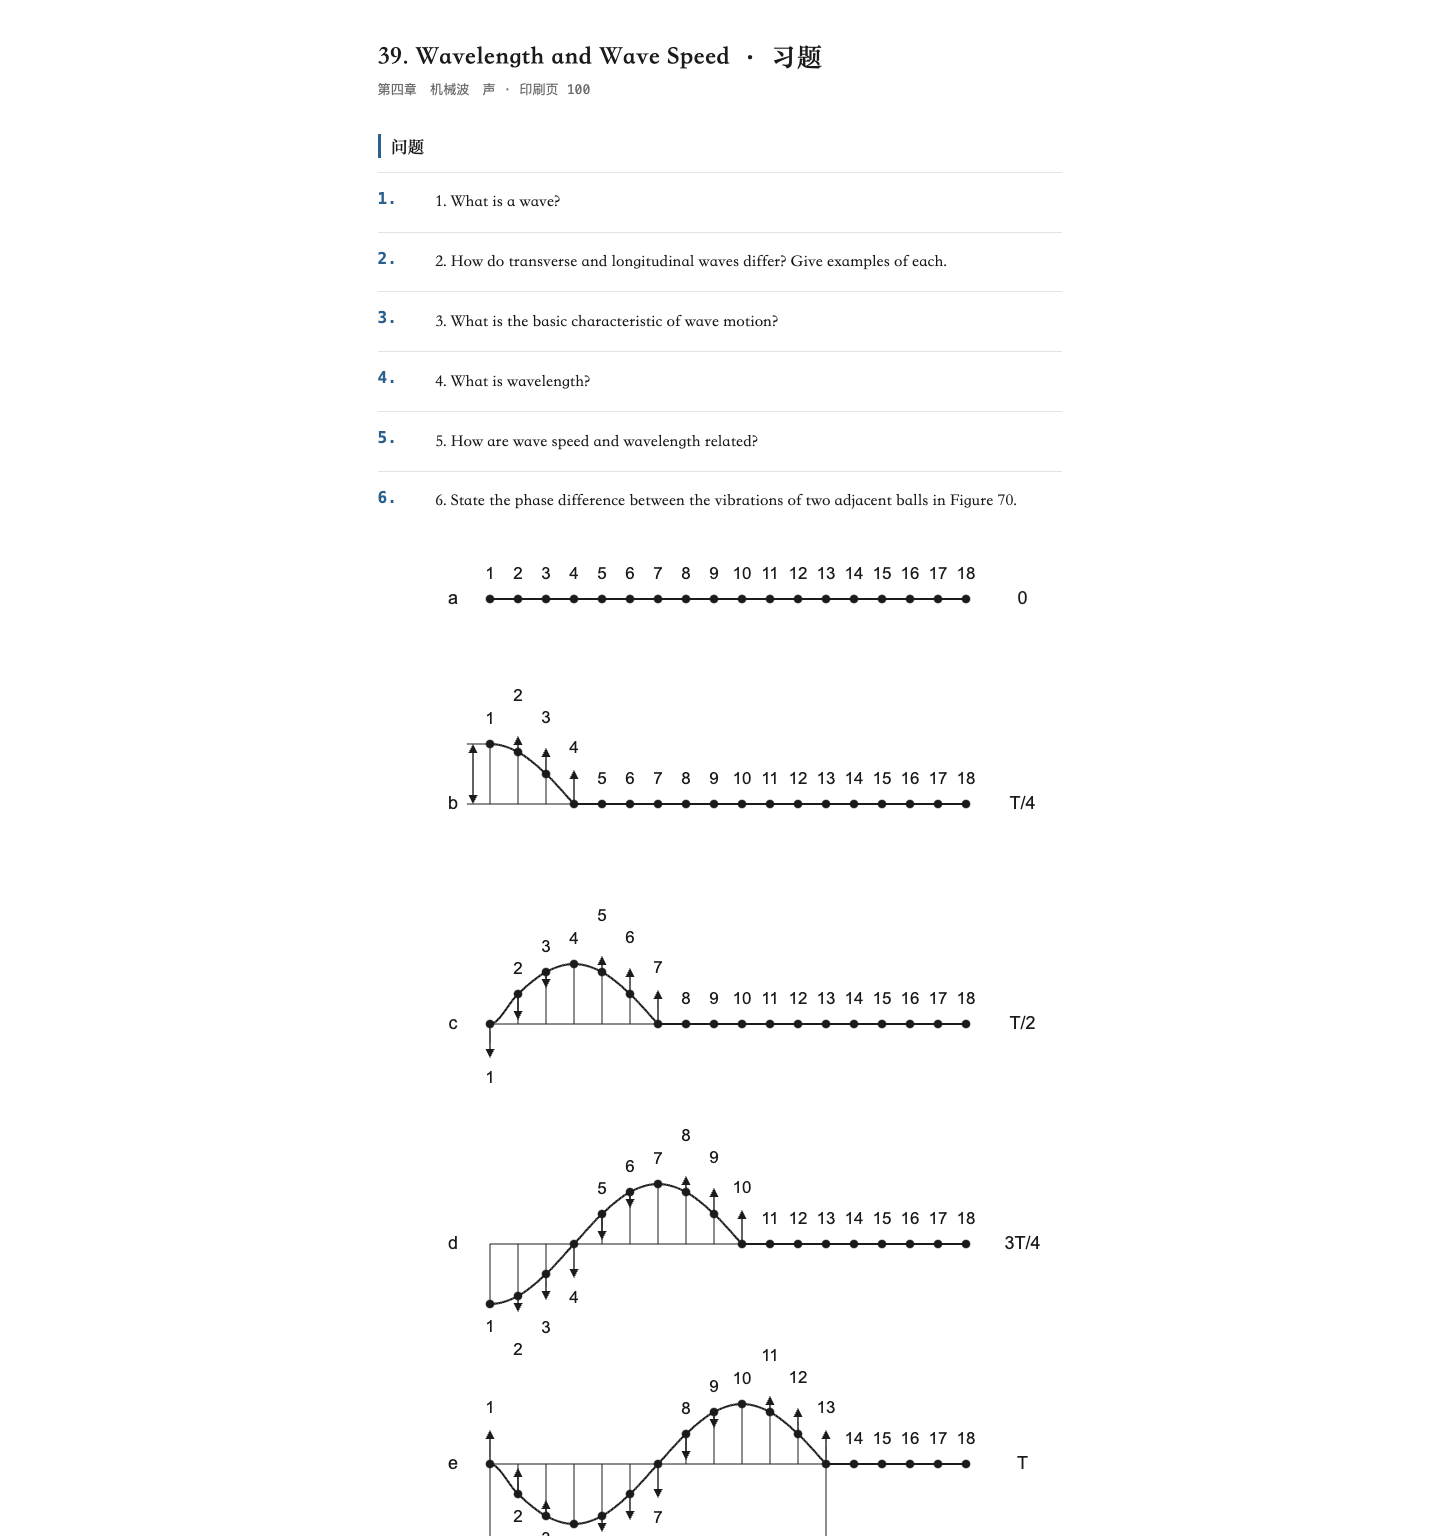 39. Wavelength and Wave Speed · 习题
第四章 机械波 声 · 印刷页 100
问题
1. 1. What is a wave?
2. 2. How do transverse and longitudinal waves differ? Give examples of each.
3. 3. What is the basic characteristic of wave motion?
4. 4. What is wavelength?
5. 5. How are wave speed and wavelength related?
6. 6. State the phase difference between the vibrations of two adjacent balls in Figure 70.
1 2 3 4 5 6 7 8 9 10 11 12 13 14 15 16 17 18
a 0
2
1 3
4
5 6 7 8 9 10 11 12 13 14 15 16 17 18
b T/4
5
3 4 6
2 7
8 9 10 11 12 13 14 15 16 17 18
c T/2
1
8
6 7 9
5 10
11 12 13 14 15 16 17 18
d 3T/4
4
1 3
2
11
9 10 12
1 8 13
14 15 16 17 18
e T
2 7